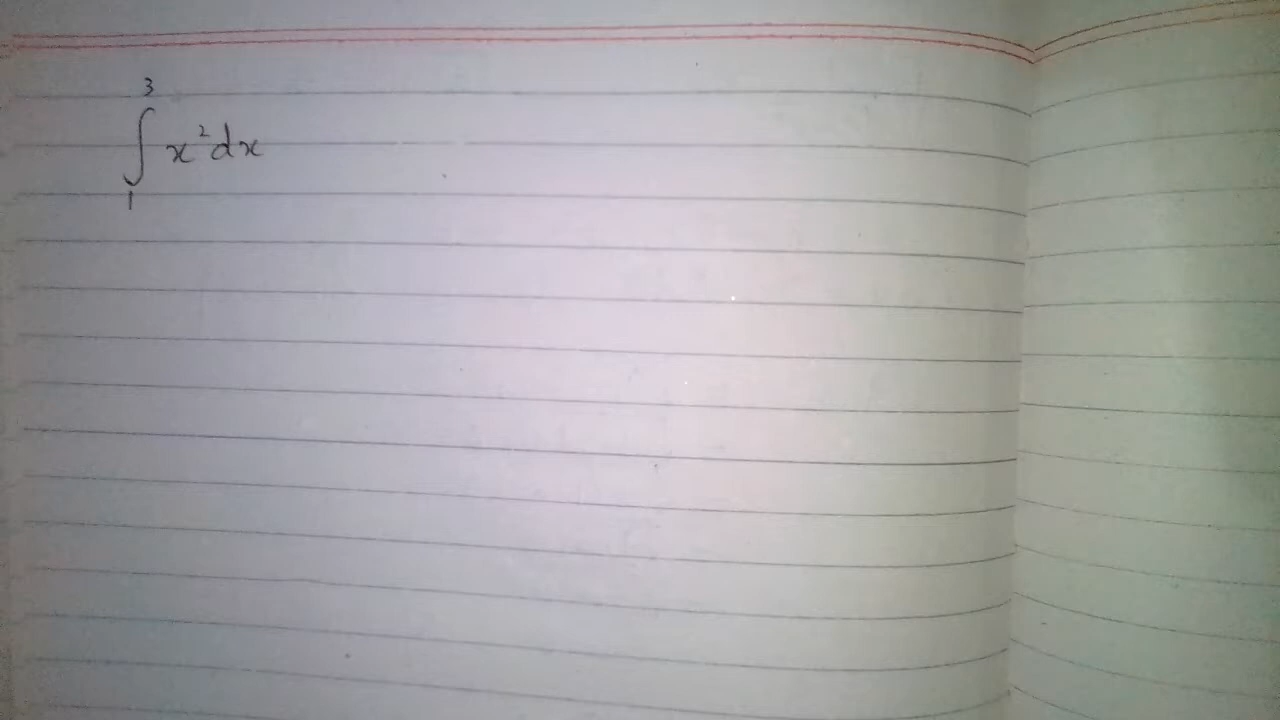 ∫₁³ x² dx